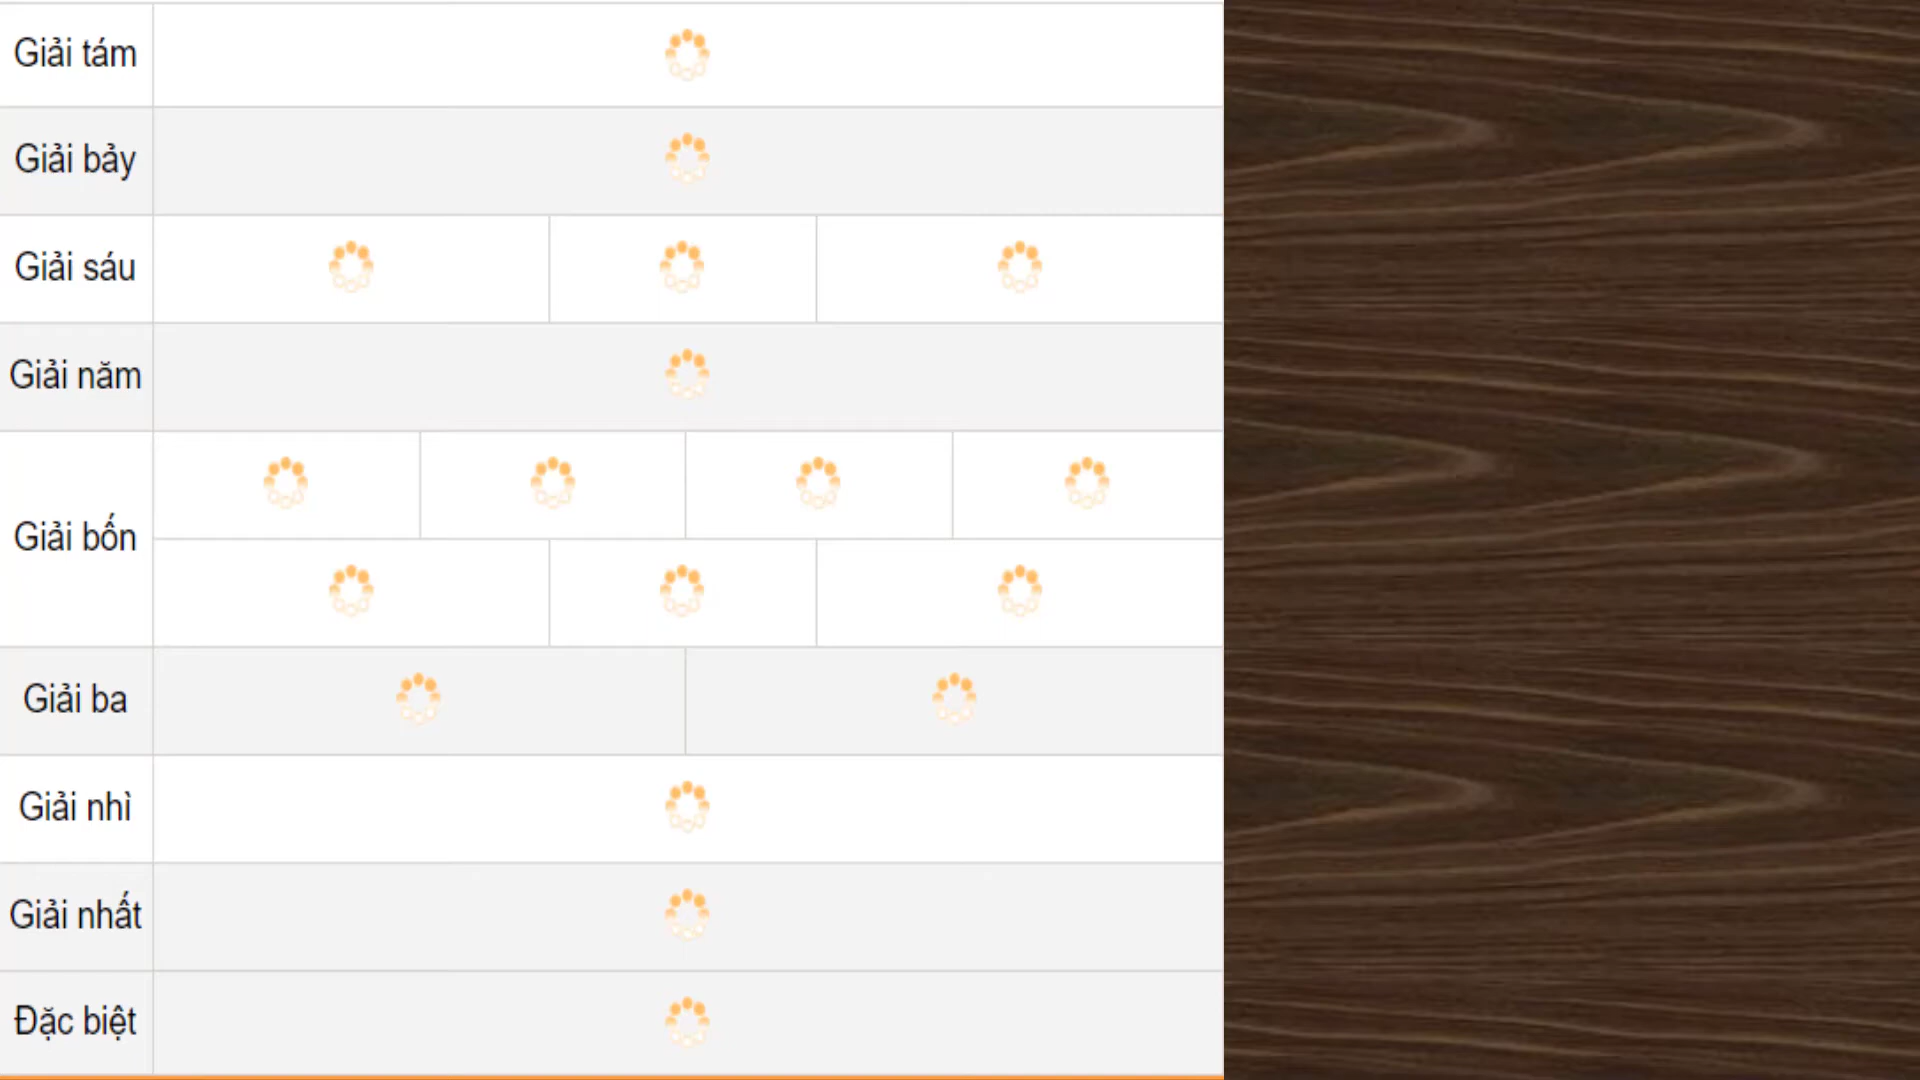 Giải tám
Giải bảy
Giải sáu
Giải năm
Giải bốn
Giải ba
Giải nhì
Giải nhất
Đặc biệt